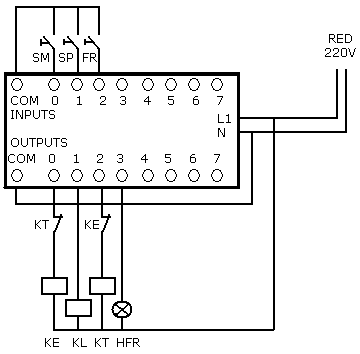 RED
220V
SM SP FR
COM 0 1 2 3 4 5 6 7
INPUTS
L1
N
OUTPUTS
COM 0 1 2 3 4 5 6 7
KT KE
KE KL KT HFR